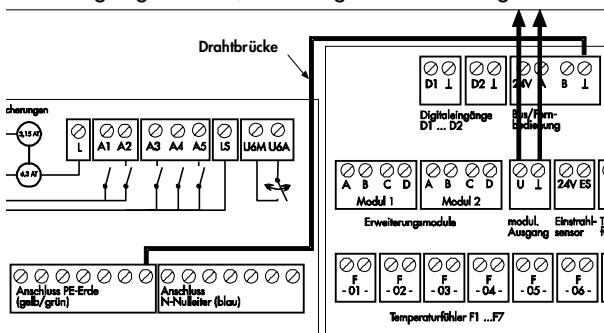 Drahtbrücke
D1 ⊥ D2 ⊥ 24V A B ⊥
Digitaleingänge
D1 ... D2
Bus/Fern-
bedienung
cherungen
3,15 AT
4,3 AT
L A1 A2 A3 A4 A5 LS U6M U6A
A B C D A B C D U ⊥ 24V ES
Modul 1 Modul 2
Erweiterungsmodule
modul.
Ausgang
Einstrahl-
sensor
Anschluss PE-Erde
(gelb/grün)
Anschluss
N-Nulleiter (blau)
F F F F F F
- 01 - - 02 - - 03 - - 04 - - 05 - - 06 -
Temperaturfühler F1 ...F7